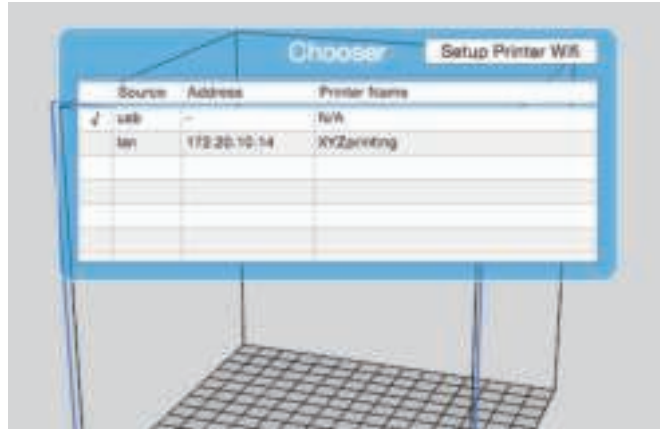 Chooser Setup Printer Wifi
Source Address Printer Name
√ usb - N/A
lan 172.20.10.14 XYZprinting